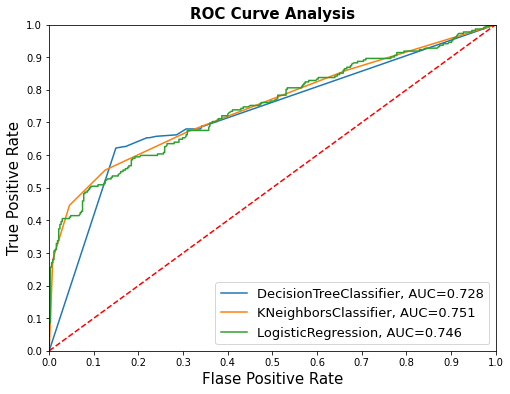 ROC Curve Analysis
True Positive Rate
1.0
0.9
0.8
0.7
0.6
0.5
0.4
0.3
0.2
0.1
0.0
DecisionTreeClassifier, AUC=0.728
KNeighborsClassifier, AUC=0.751
LogisticRegression, AUC=0.746
0.0 0.1 0.2 0.3 0.4 0.5 0.6 0.7 0.8 0.9 1.0
Flase Positive Rate